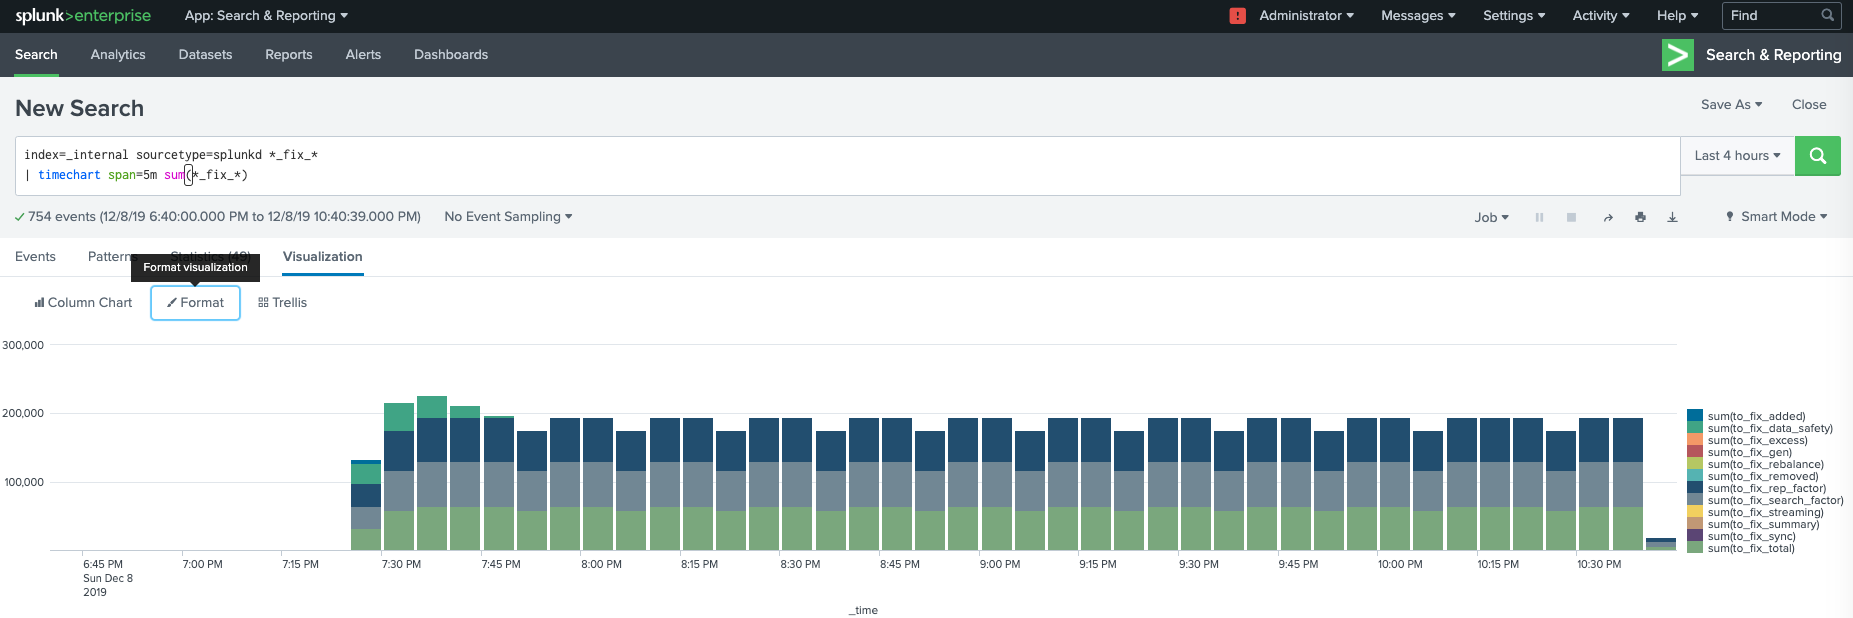 splunk>enterprise App: Search & Reporting ! Administrator Messages Settings Activity Help Find
Search Analytics Datasets Reports Alerts Dashboards Search & Reporting
New Search Save As Close
index=_internal sourcetype=splunkd *_fix_*
| timechart span=5m sum(*_fix_*)
Last 4 hours
754 events (12/8/19 6:40:00.000 PM to 12/8/19 10:40:39.000 PM) No Event Sampling Job Smart Mode
Events Patterns Statistics (49) Visualization
Format visualization
Column Chart Format Trellis
300,000
200,000
100,000
sum(to_fix_added)
sum(to_fix_data_safety)
sum(to_fix_excess)
sum(to_fix_gen)
sum(to_fix_rebalance)
sum(to_fix_removed)
sum(to_fix_rep_factor)
sum(to_fix_search_factor)
sum(to_fix_streaming)
sum(to_fix_summary)
sum(to_fix_sync)
sum(to_fix_total)
6:45 PM 7:00 PM 7:15 PM 7:30 PM 7:45 PM 8:00 PM 8:15 PM 8:30 PM 8:45 PM 9:00 PM 9:15 PM 9:30 PM 9:45 PM 10:00 PM 10:15 PM 10:30 PM
Sun Dec 8
2019
_time